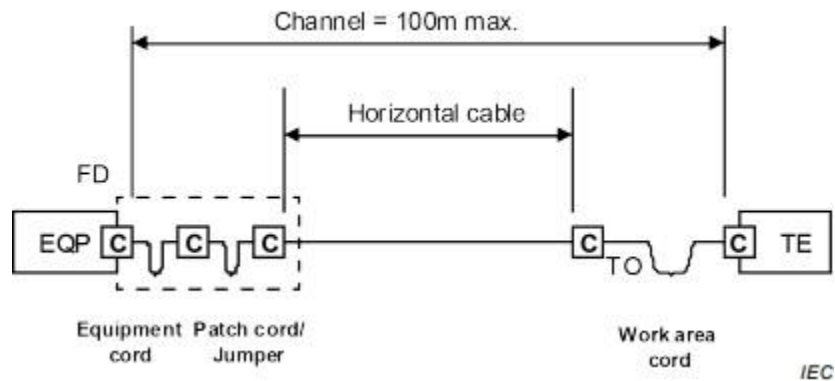 Channel = 100m max.
Horizontal cable
FD
EQP C C C C TO C TE
Equipment cord
Patch cord/ Jumper
Work area cord
IEC